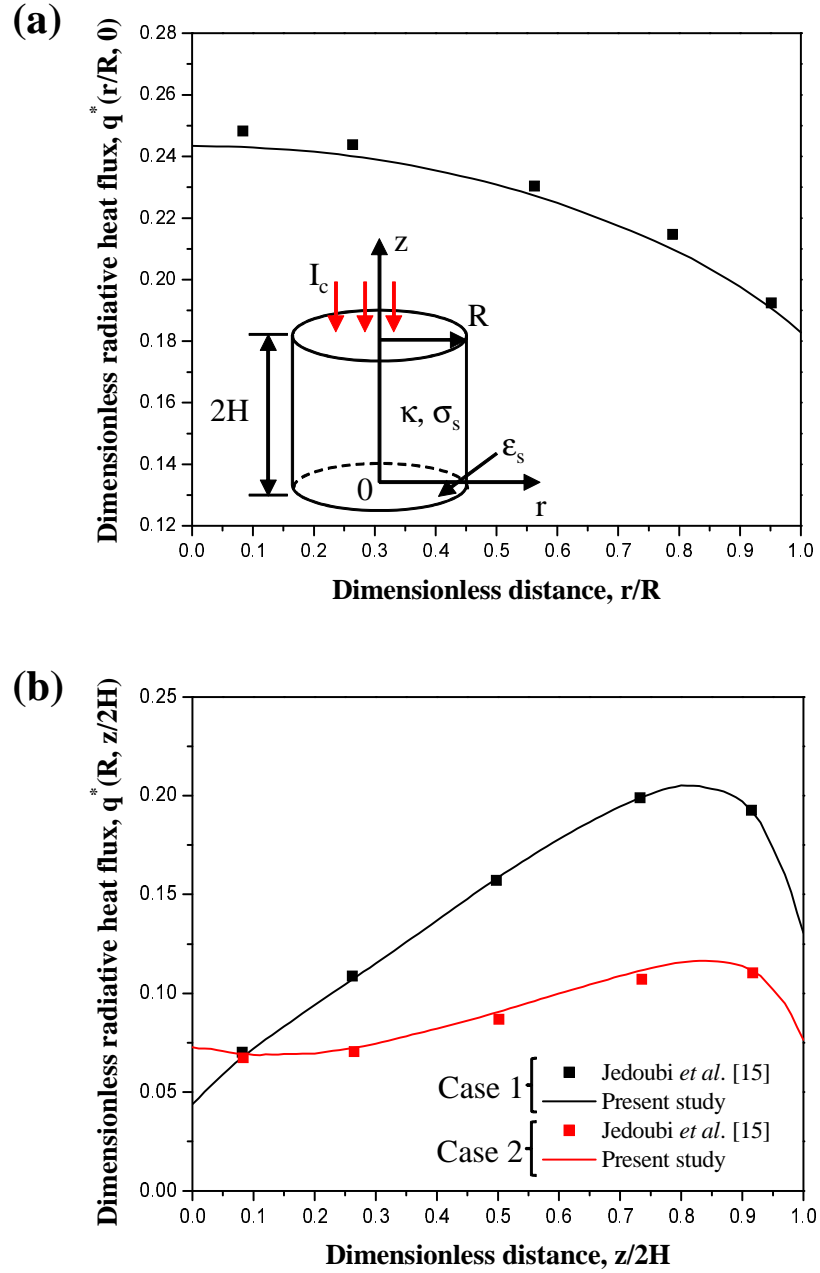 (a)
Dimensionless radiative heat flux, q* (r/R, 0)
0.28
0.26
0.24
0.22
0.20
0.18
0.16
0.14
0.12
z
I_c
R
2H
κ, σ_s
ε_s
0
r
0.0 0.1 0.2 0.3 0.4 0.5 0.6 0.7 0.8 0.9 1.0
Dimensionless distance, r/R
(b)
Dimensionless radiative heat flux, q* (R, z/2H)
0.25
0.20
0.15
0.10
0.05
0.00
Case 1
Jedoubi et al. [15]
Present study
Case 2
Jedoubi et al. [15]
Present study
0.0 0.1 0.2 0.3 0.4 0.5 0.6 0.7 0.8 0.9 1.0
Dimensionless distance, z/2H